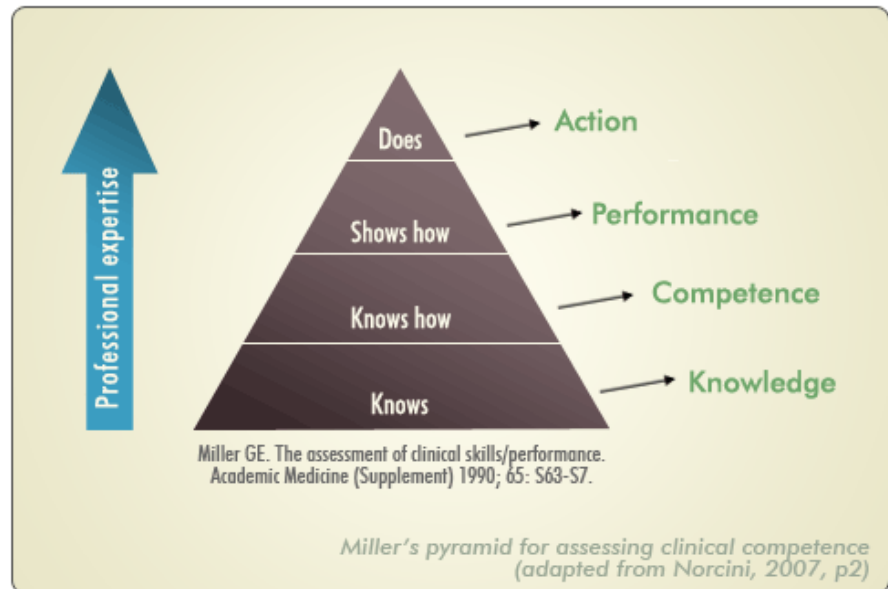 Professional expertise
Does
Action
Shows how
Performance
Knows how
Competence
Knows
Knowledge
Miller GE. The assessment of clinical skills/performance.
Academic Medicine (Supplement) 1990; 65: S63-S7.
Miller's pyramid for assessing clinical competence
(adapted from Norcini, 2007, p2)